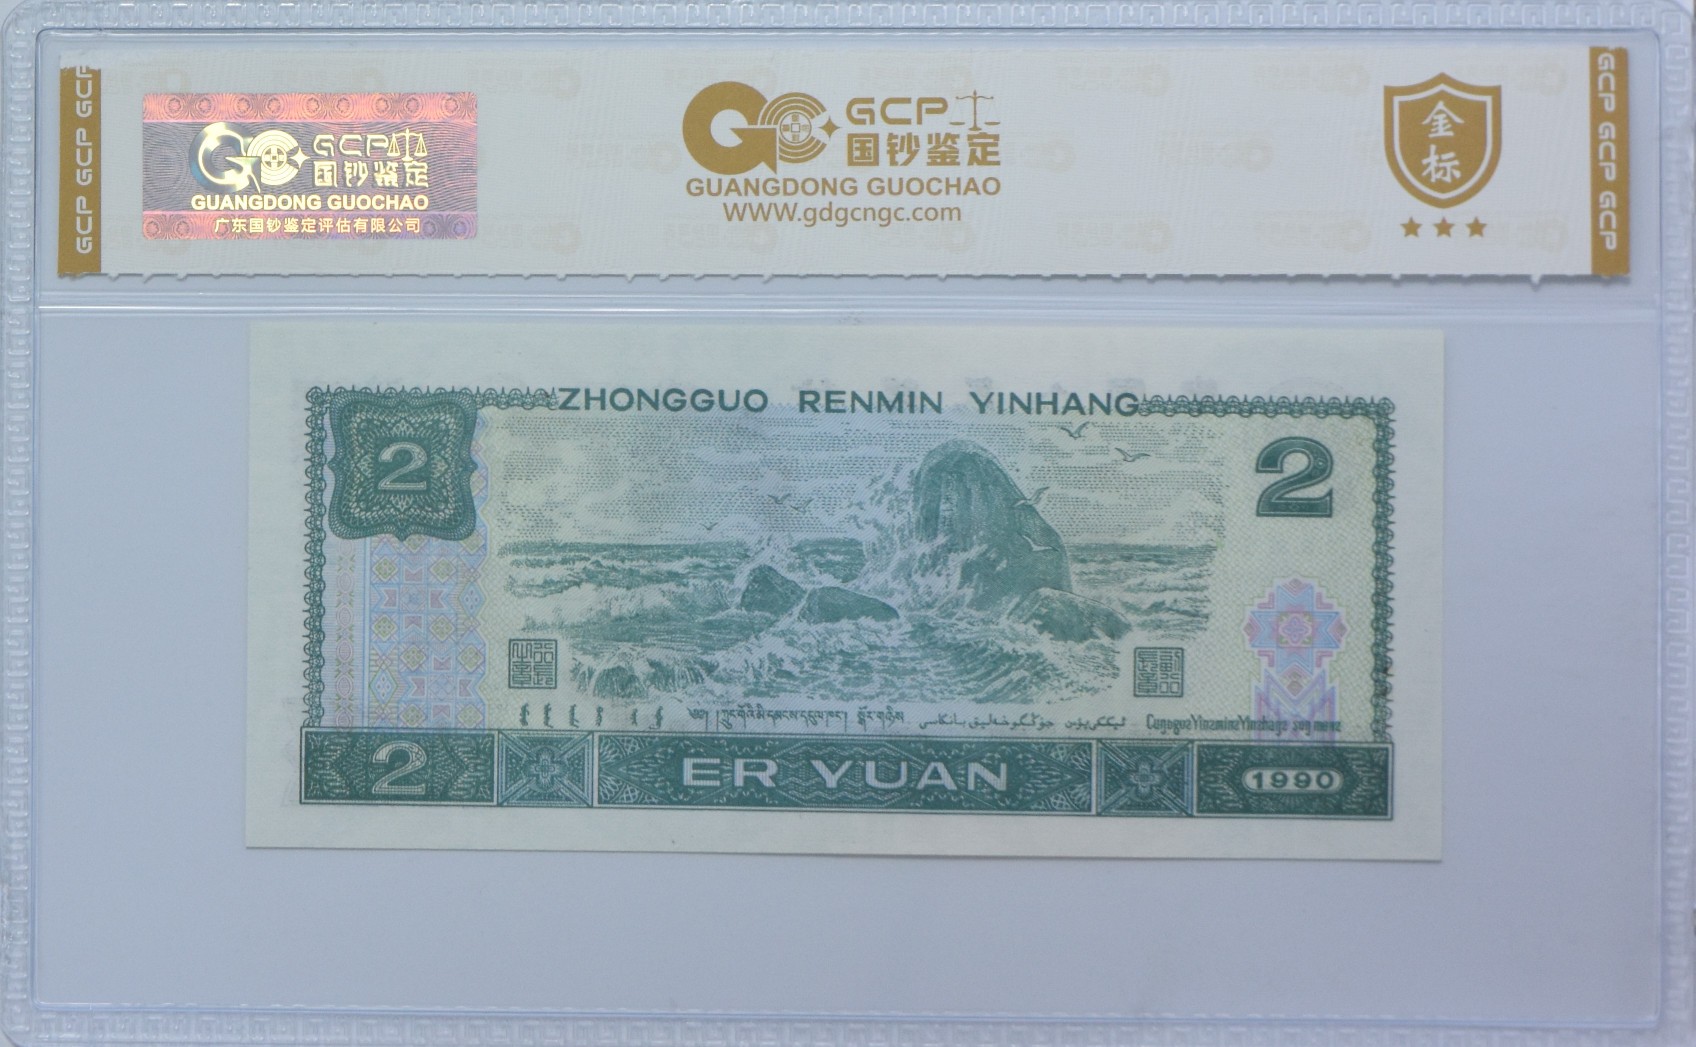 GCP GCP GCP
GCP
国钞鉴定
GUANGDONG GUOCHAO
广东国钞鉴定评估有限公司
GCP
国钞鉴定
GUANGDONG GUOCHAO
WWW.gdgcngc.com
金
标
GCP GCP GCP
ZHONGGUO RENMIN YINHANG
2
2
2
ER YUAN
1990